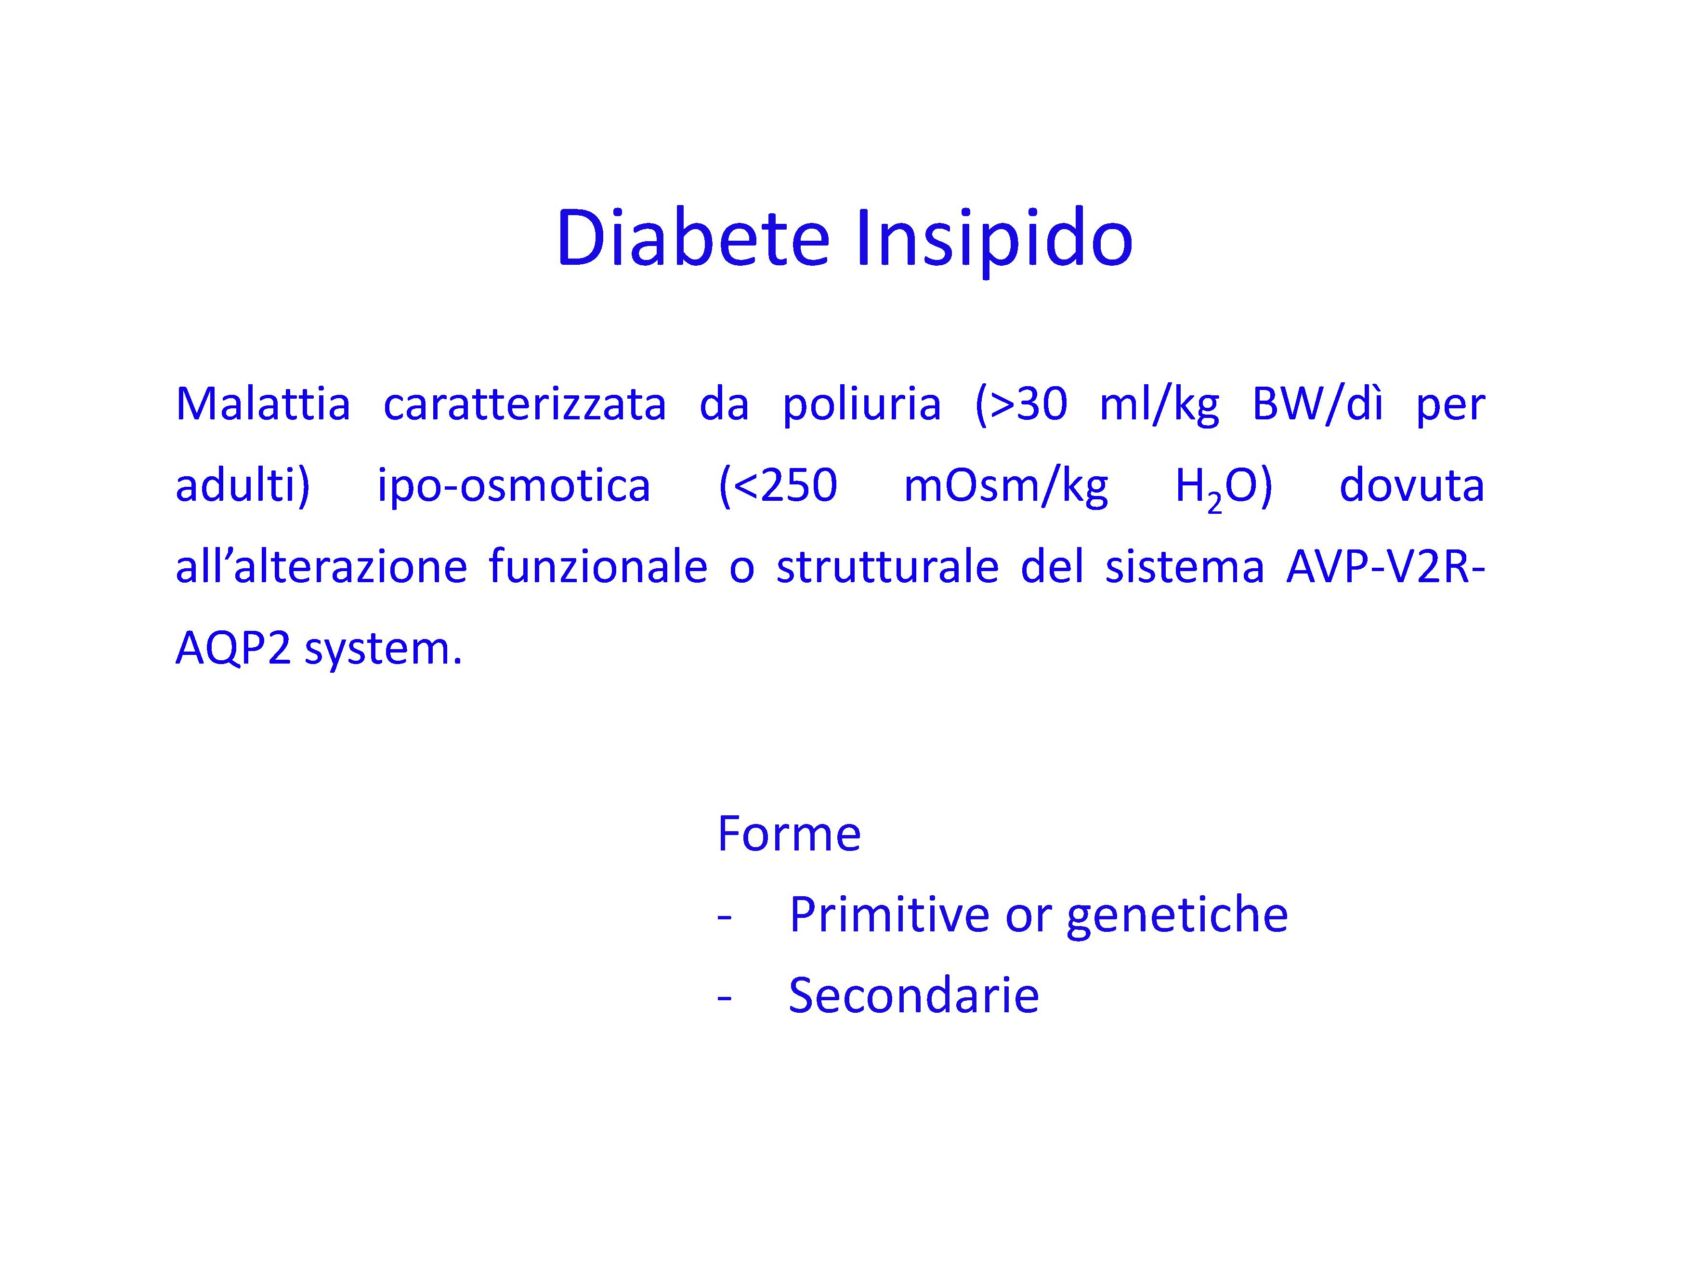 Diabete Insipido
Malattia caratterizzata da poliuria (>30 ml/kg BW/dì per
adulti) ipo-osmotica (<250 mOsm/kg H₂O) dovuta
all’alterazione funzionale o strutturale del sistema AVP-V2R-
AQP2 system.
Forme
- Primitive or genetiche
- Secondarie